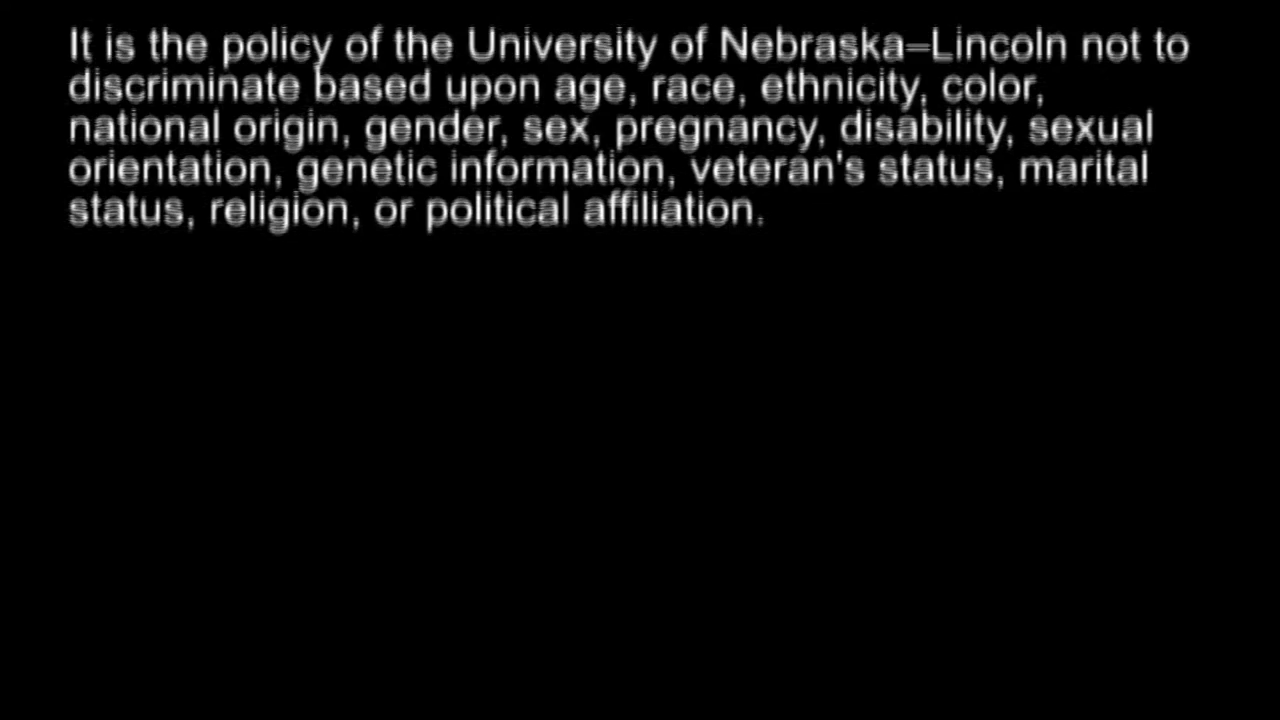 It is the policy of the University of Nebraska–Lincoln not to
discriminate based upon age, race, ethnicity, color,
national origin, gender, sex, pregnancy, disability, sexual
orientation, genetic information, veteran's status, marital
status, religion, or political affiliation.